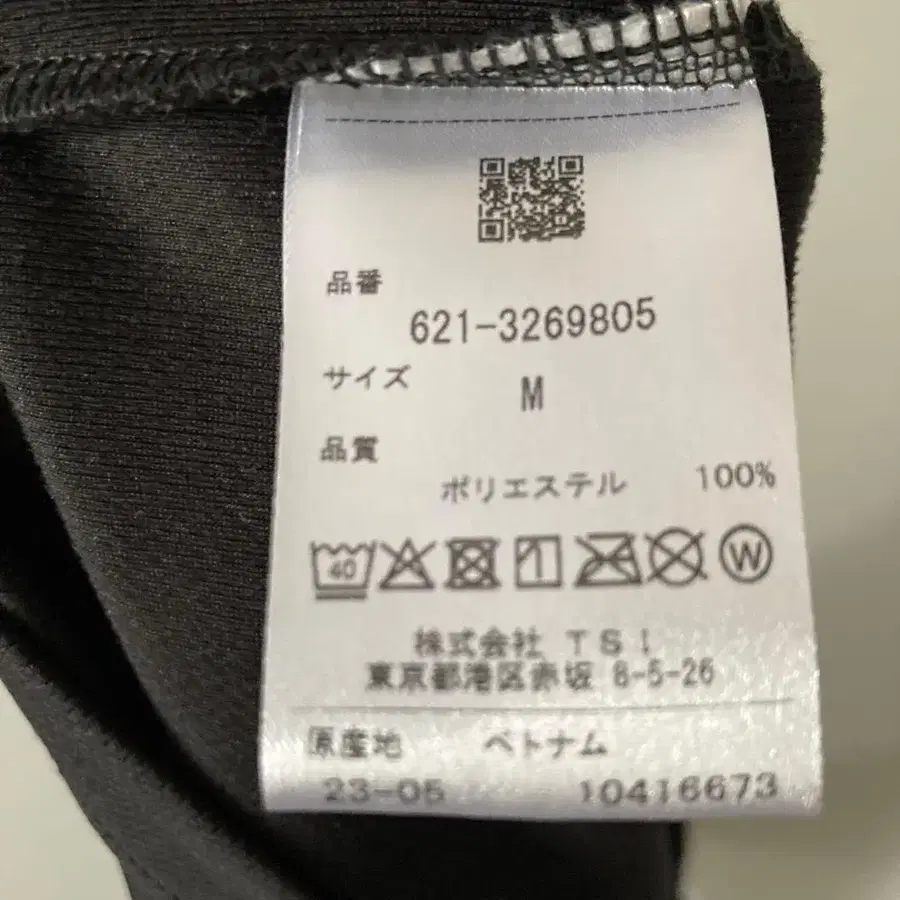 品番
621-3269805
サイズ M
品質
ポリエステル 100%
40 W
株式会社 TSI
東京都港区赤坂 8-5-26
原産地 ベトナム
23-05 10416673